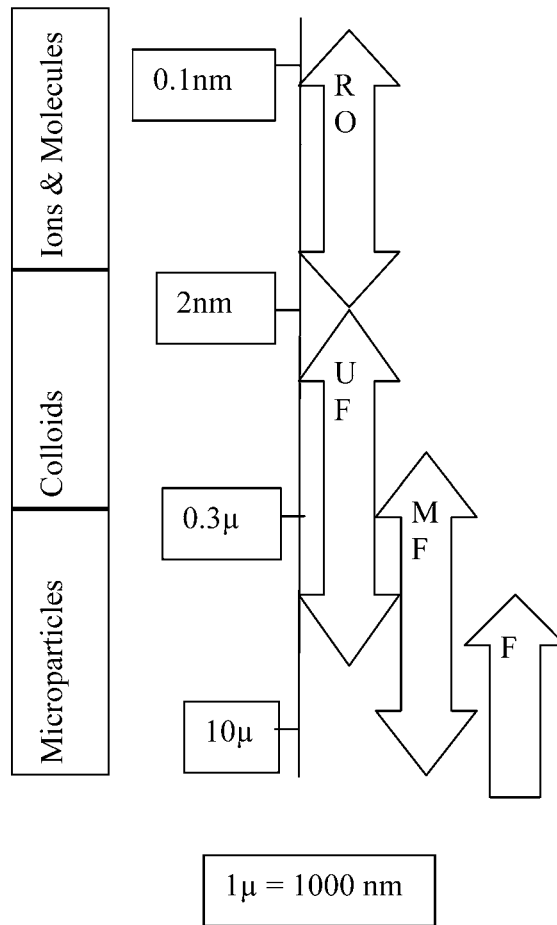 Ions & Molecules
Colloids
Microparticles
0.1nm
2nm
0.3μ
10μ
R
O
U
F
M
F
F
1μ = 1000 nm